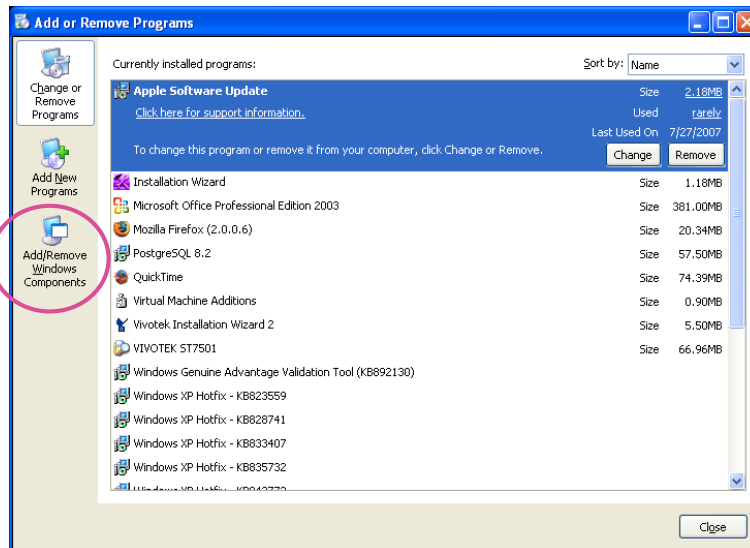 Add or Remove Programs
Change or
Remove
Programs
Add New
Programs
Add/Remove
Windows
Components
Currently installed programs: Sort by: Name
Apple Software Update Size 2.18MB
Click here for support information. Used rarely
Last Used On 7/27/2007
To change this program or remove it from your computer, click Change or Remove. Change Remove
Installation Wizard Size 1.18MB
Microsoft Office Professional Edition 2003 Size 381.00MB
Mozilla Firefox (2.0.0.6) Size 20.34MB
PostgreSQL 8.2 Size 57.50MB
QuickTime Size 74.39MB
Virtual Machine Additions Size 0.90MB
Vivotek Installation Wizard 2 Size 5.50MB
VIVOTEK ST7501 Size 66.96MB
Windows Genuine Advantage Validation Tool (KB892130)
Windows XP Hotfix - KB823559
Windows XP Hotfix - KB828741
Windows XP Hotfix - KB833407
Windows XP Hotfix - KB835732
Close